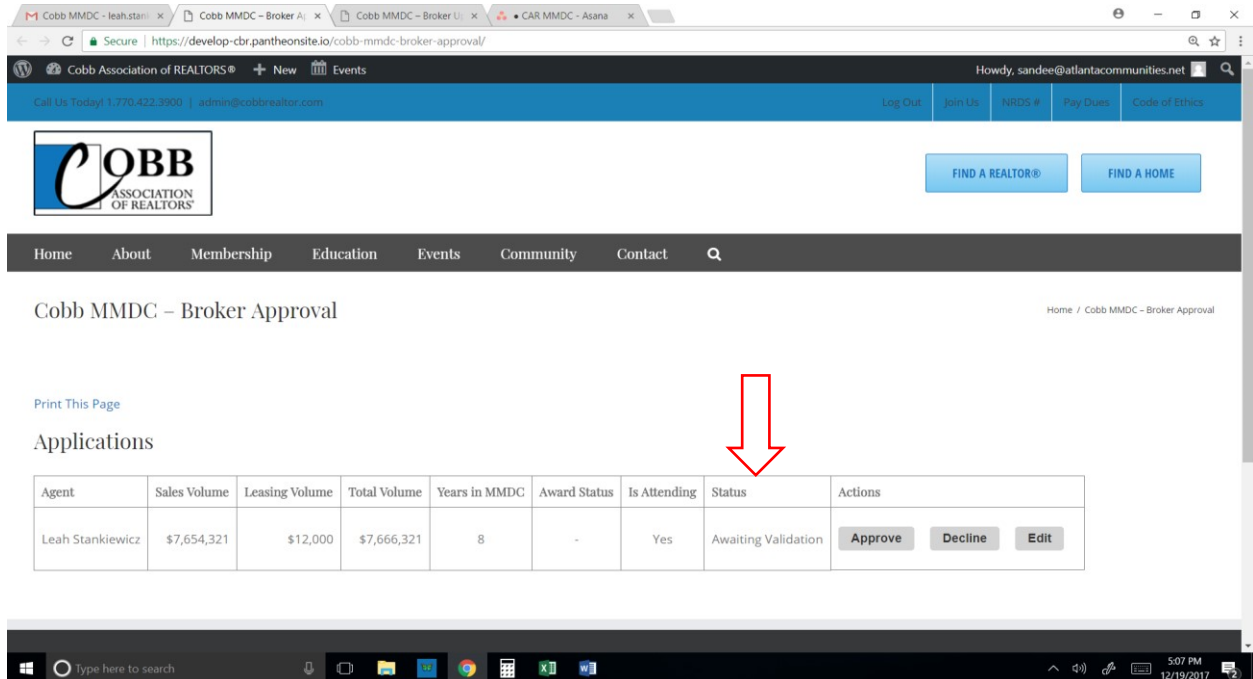 Cobb MMDC - leah.stani
Cobb MMDC – Broker Ap
Cobb MMDC – Broker Up
• CAR MMDC - Asana
Secure | https://develop-cbr.pantheonsite.io/cobb-mmdc-broker-approval/
Cobb Association of REALTORS® + New Events Howdy, sandee@atlantacommunities.net
Call Us Today! 1.770.422.3900 | admin@cobbrealtor.com Log Out Join Us NRDS # Pay Dues Code of Ethics
COBB
ASSOCIATION
OF REALTORS®
FIND A REALTOR® FIND A HOME
Home About Membership Education Events Community Contact
Cobb MMDC – Broker Approval Home / Cobb MMDC – Broker Approval
Print This Page
Applications
Agent Sales Volume Leasing Volume Total Volume Years in MMDC Award Status Is Attending Status Actions
Leah Stankiewicz $7,654,321 $12,000 $7,666,321 8 - Yes Awaiting Validation Approve Decline Edit
Type here to search
5:07 PM
12/19/2017